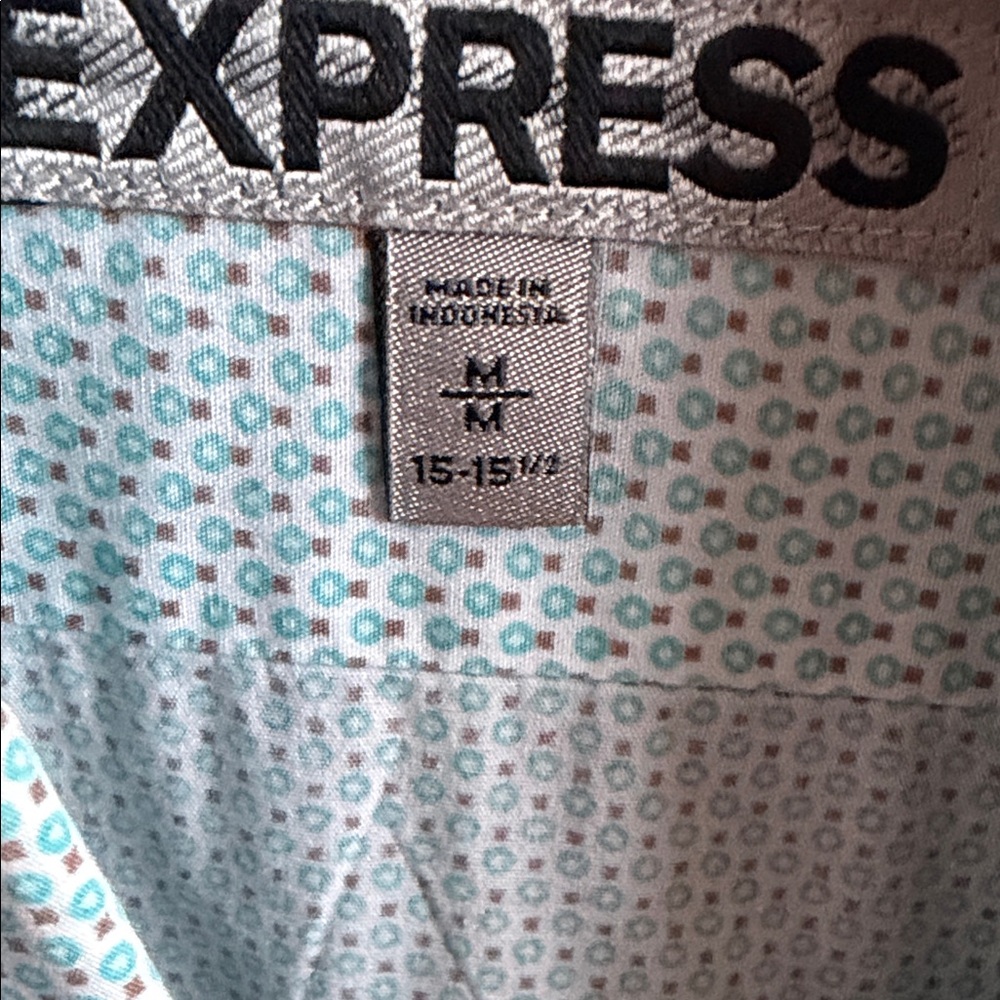 EXPRESS
MADE IN
INDONESIA
M
M
15-15 1/2